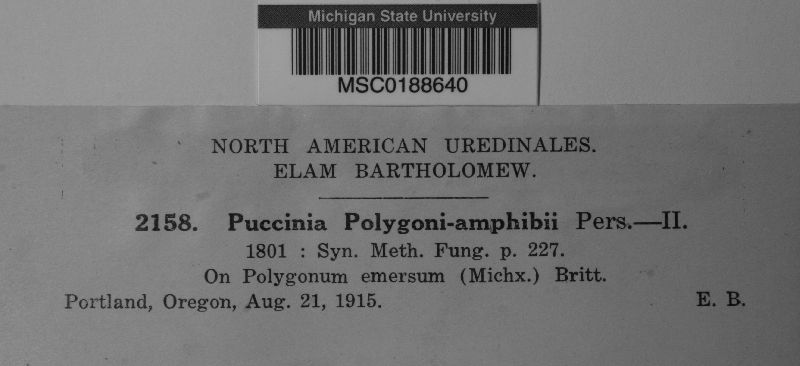 Michigan State University
MSC0188640
NORTH AMERICAN UREDINALES.
ELAM BARTHOLOMEW.
2158. Puccinia Polygoni-amphibii Pers.—II.
1801 : Syn. Meth. Fung. p. 227.
On Polygonum emersum (Michx.) Britt.
Portland, Oregon, Aug. 21, 1915. E. B.